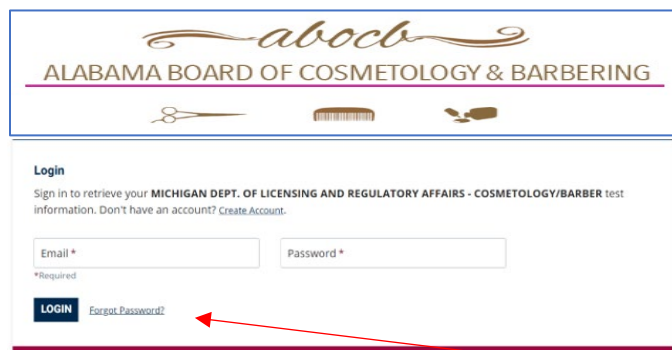 abocb
ALABAMA BOARD OF COSMETOLOGY & BARBERING
Login
Sign in to retrieve your MICHIGAN DEPT. OF LICENSING AND REGULATORY AFFAIRS - COSMETOLOGY/BARBER test
information. Don't have an account? Create Account.
Email * Password *
*Required
LOGIN Forgot Password?